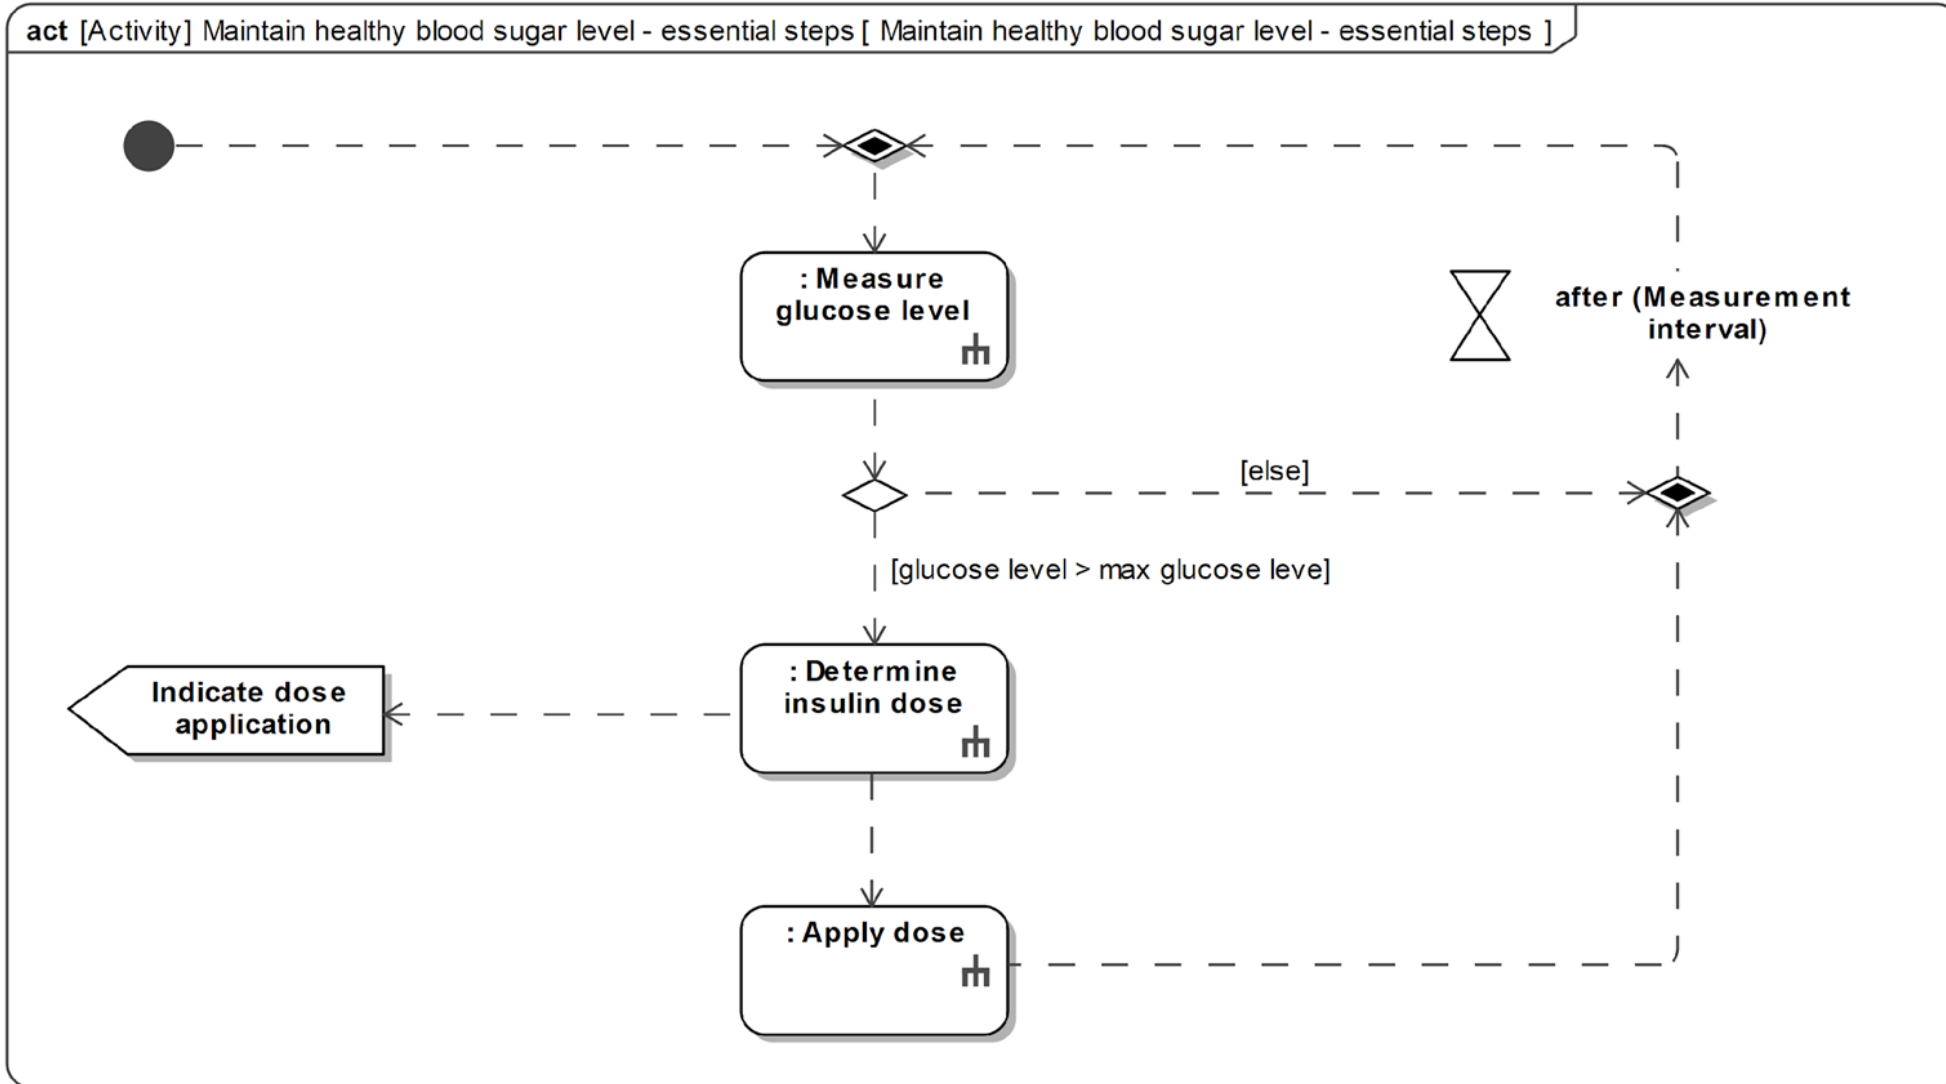 act [Activity] Maintain healthy blood sugar level - essential steps [ Maintain healthy blood sugar level - essential steps ]
: Measure
glucose level
after (Measurement
interval)
[else]
[glucose level > max glucose leve]
: Determine
insulin dose
Indicate dose
application
: Apply dose